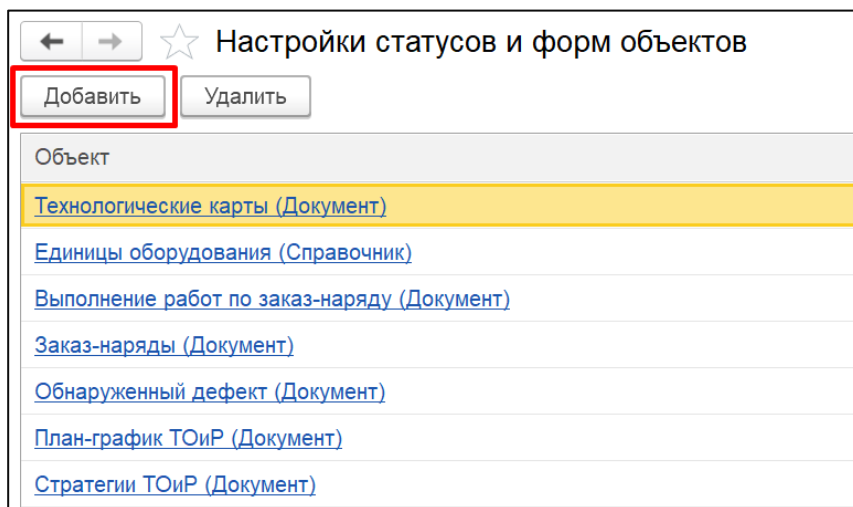 Настройки статусов и форм объектов
Добавить Удалить
Объект
Технологические карты (Документ)
Единицы оборудования (Справочник)
Выполнение работ по заказ-наряду (Документ)
Заказ-наряды (Документ)
Обнаруженный дефект (Документ)
План-график ТОиР (Документ)
Стратегии ТОиР (Документ)